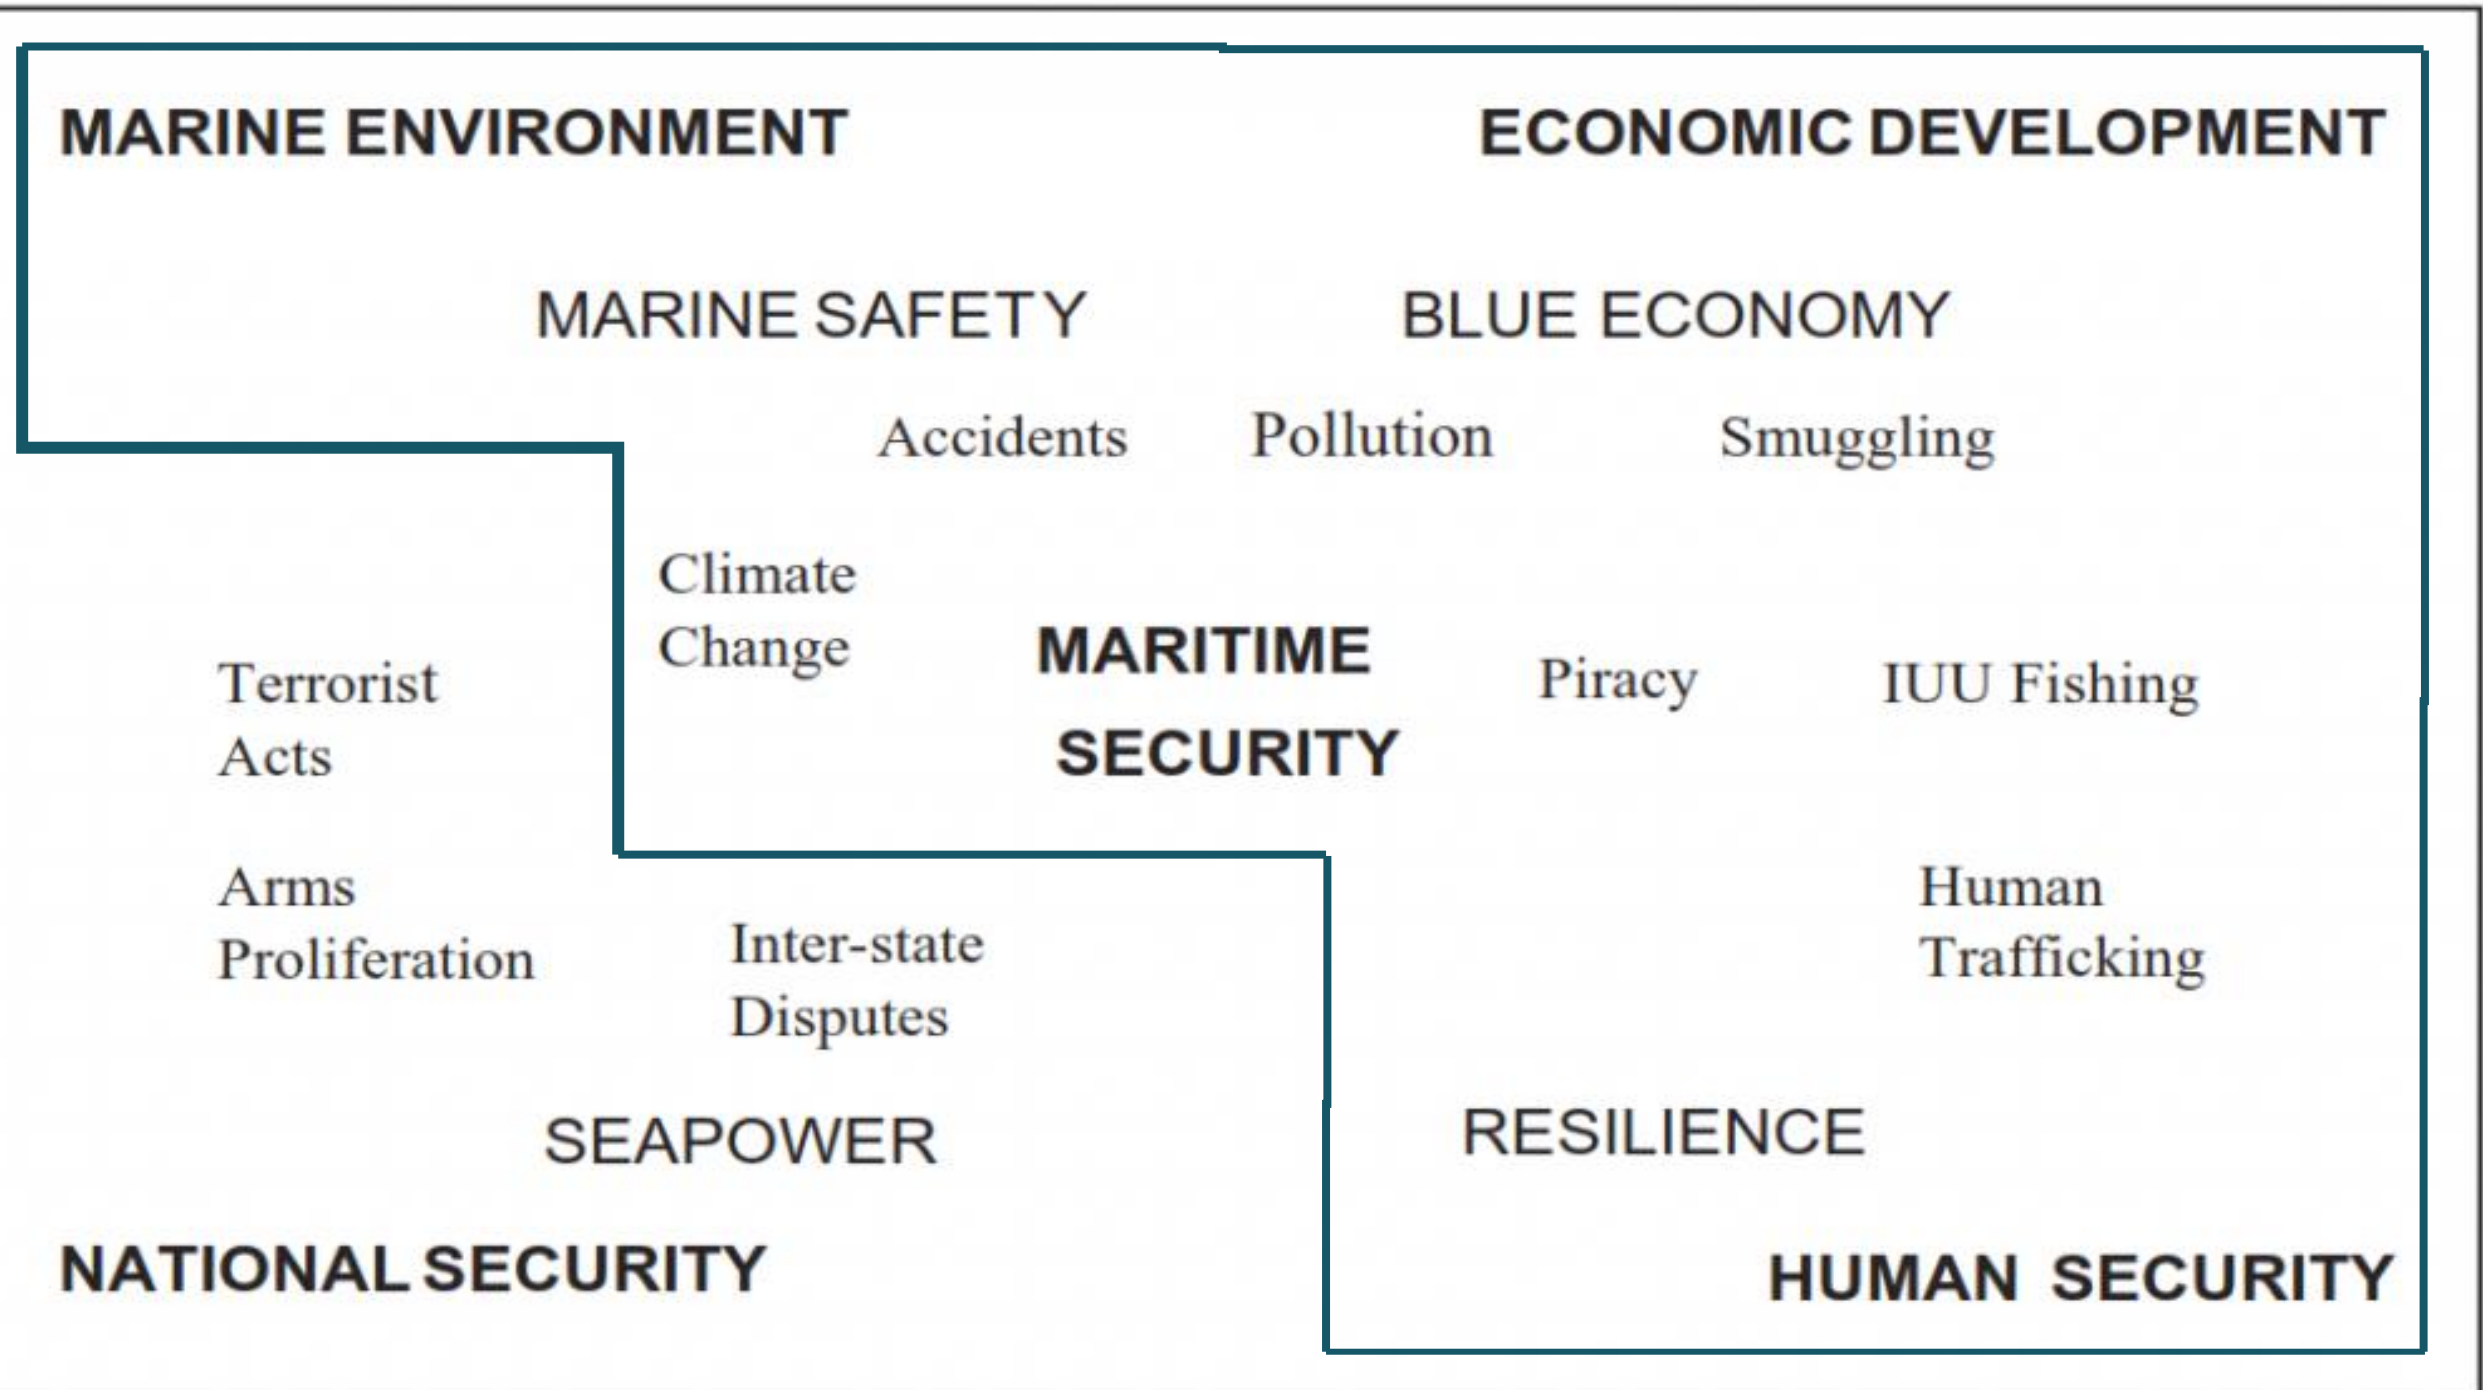 MARINE ENVIRONMENT
ECONOMIC DEVELOPMENT
MARINE SAFETY
BLUE ECONOMY
Accidents
Pollution
Smuggling
Climate
Change
MARITIME
SECURITY
Piracy
IUU Fishing
Terrorist
Acts
Arms
Proliferation
Inter-state
Disputes
Human
Trafficking
SEAPOWER
RESILIENCE
NATIONAL SECURITY
HUMAN SECURITY